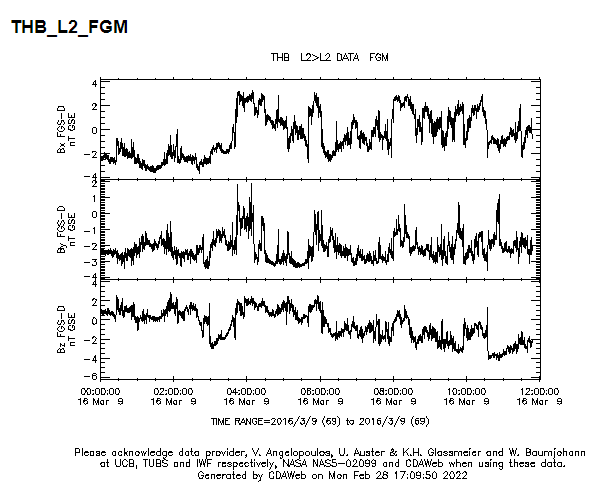 THB_L2_FGM
THB L2>L2 DATA FGM
4
2
0
-2
-4
Bx FGS-D
nT GSE
2
1
0
-1
-2
-3
-4
By FGS-D
nT GSE
4
2
0
-2
-4
-6
Bz FGS-D
nT GSE
00:00:00 02:00:00 04:00:00 06:00:00 08:00:00 10:00:00 12:00:00
16 Mar 9 16 Mar 9 16 Mar 9 16 Mar 9 16 Mar 9 16 Mar 9 16 Mar 9
TIME RANGE=2016/3/9 (69) to 2016/3/9 (69)
Please acknowledge data provider, V. Angelopoulos, U. Auster & K.H. Glassmeier and W. Baumjohann
at UCB, TUBS and IWF respectively, NASA NAS5-02099 and CDAWeb when using these data.
Generated by CDAWeb on Mon Feb 28 17:09:50 2022